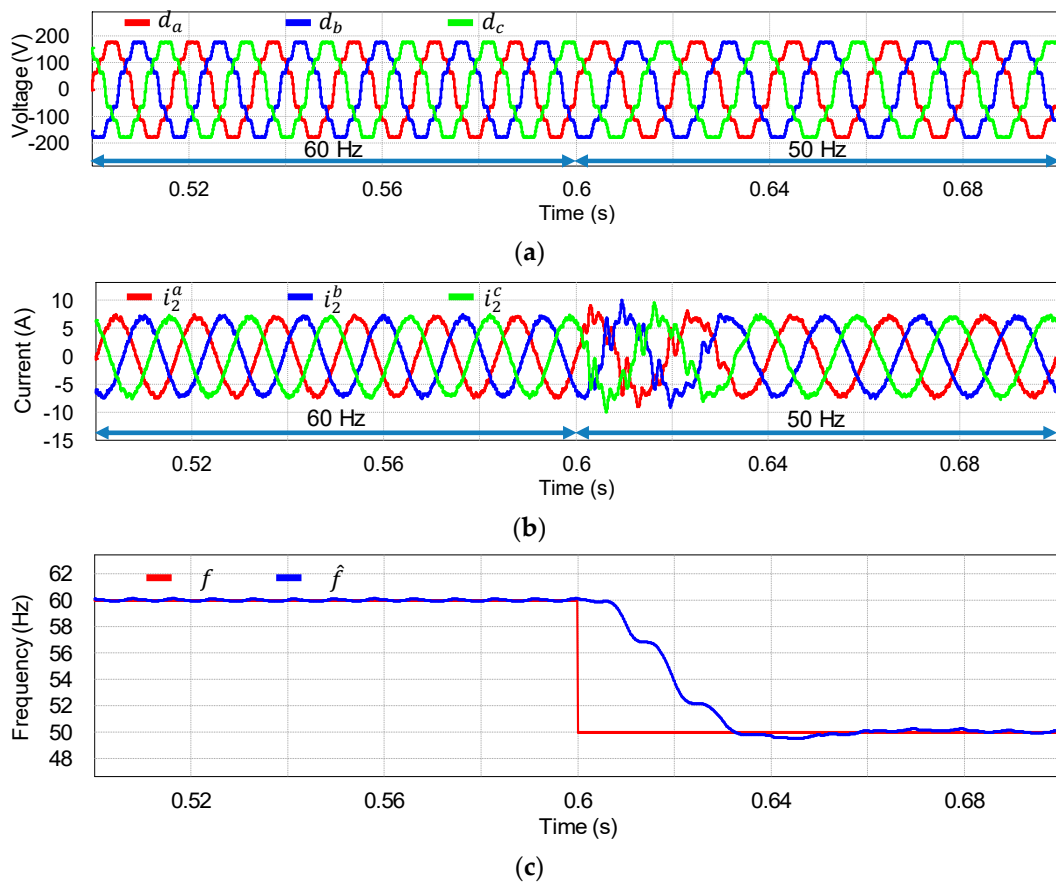 d_a d_b d_c
Voltage (V)
200
100
0
-100
-200
60 Hz 50 Hz
0.52 0.56 0.6 0.64 0.68
Time (s)
(a)
i_2^a i_2^b i_2^c
Current (A)
10
5
0
-5
-10
-15
60 Hz 50 Hz
0.52 0.56 0.6 0.64 0.68
Time (s)
(b)
f f̂
Frequency (Hz)
62
60
58
56
54
52
50
48
0.52 0.56 0.6 0.64 0.68
Time (s)
(c)